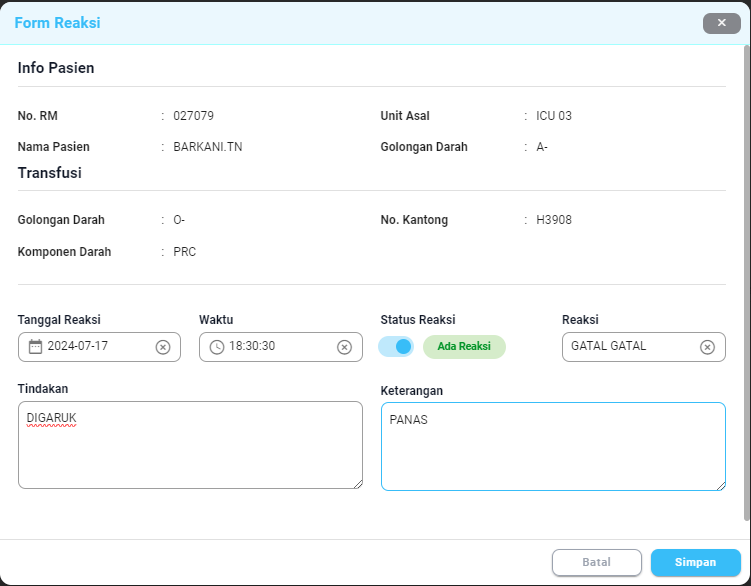 Form Reaksi
Info Pasien
No. RM : 027079 Unit Asal : ICU 03
Nama Pasien : BARKANI.TN Golongan Darah : A-
Transfusi
Golongan Darah : O- No. Kantong : H3908
Komponen Darah : PRC
Tanggal Reaksi Waktu Status Reaksi Reaksi
2024-07-17 18:30:30 Ada Reaksi GATAL GATAL
Tindakan Keterangan
DIGARUK PANAS
Batal Simpan